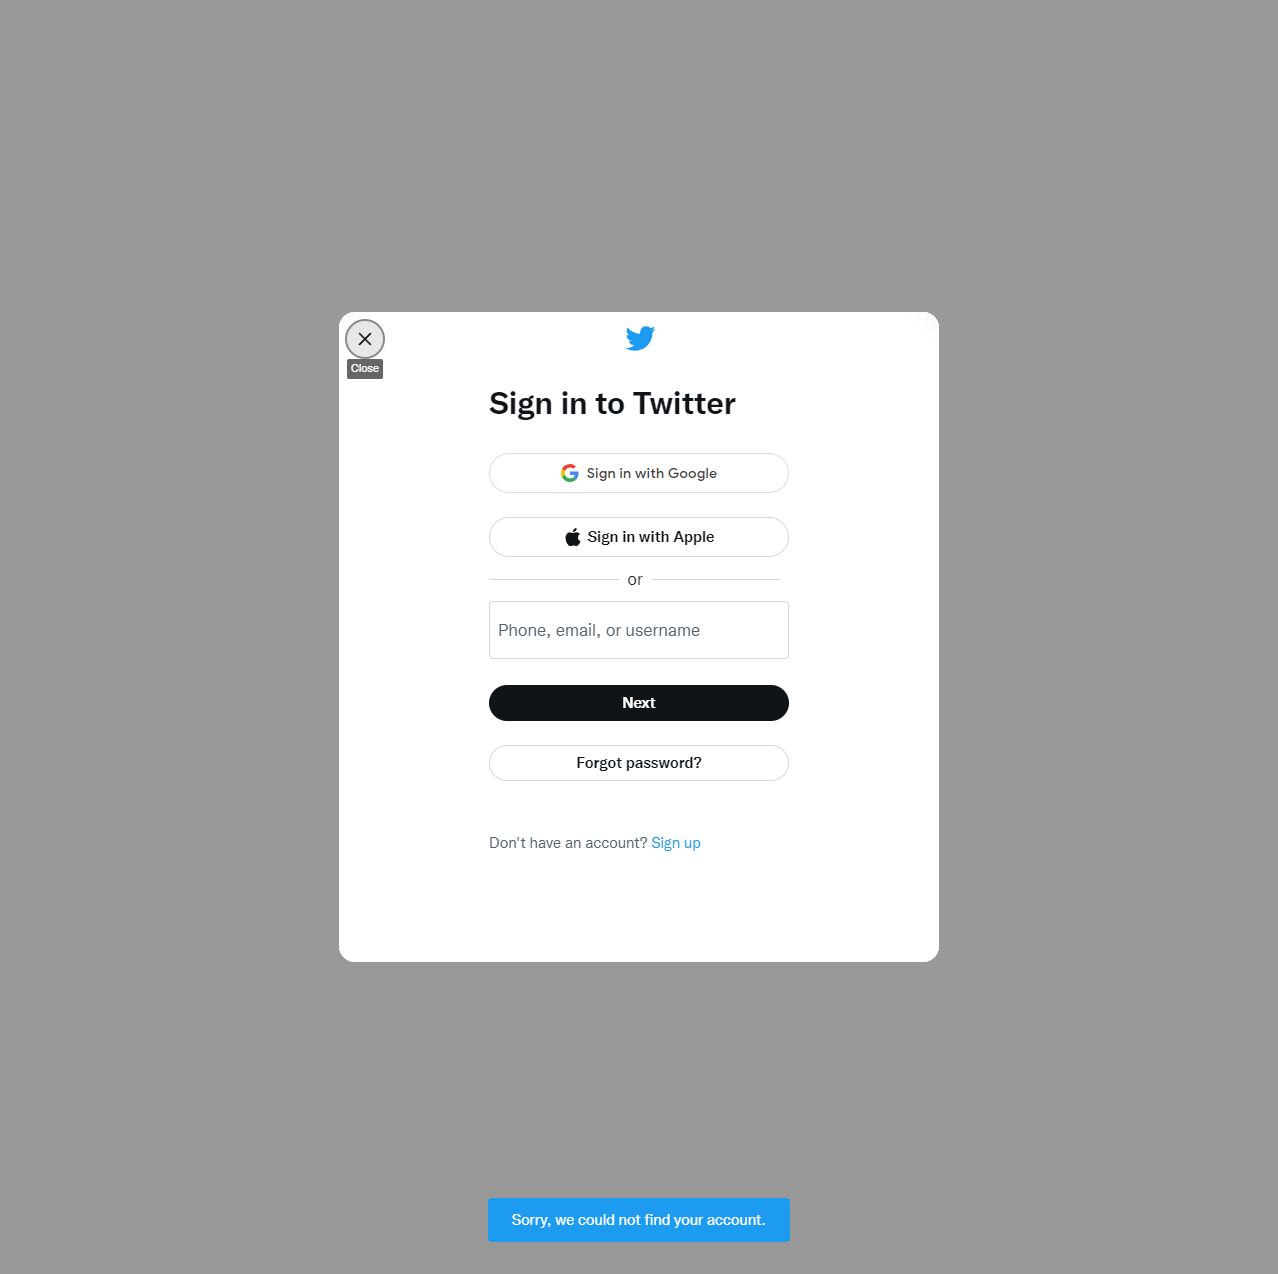 Close
Sign in to Twitter
Sign in with Google
Sign in with Apple
or
Phone, email, or username
Next
Forgot password?
Don't have an account? Sign up
Sorry, we could not find your account.